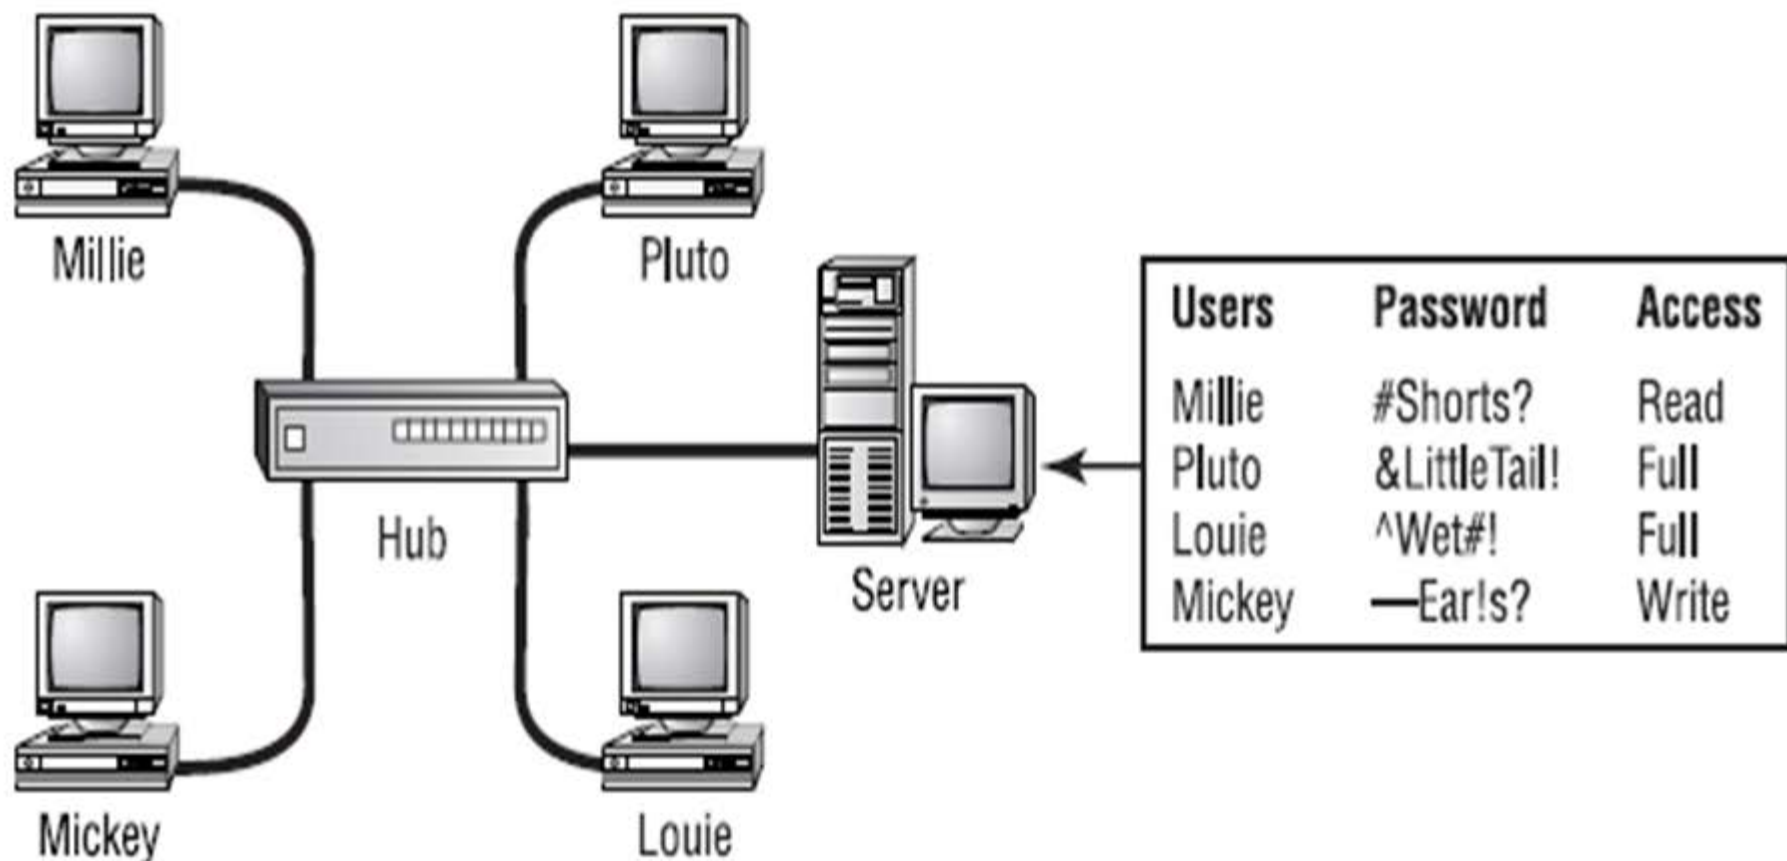 Millie
Pluto
Hub
Server
Mickey
Louie
Users Password Access
Millie #Shorts? Read
Pluto &LittleTail! Full
Louie ^Wet#! Full
Mickey —Ear!s? Write